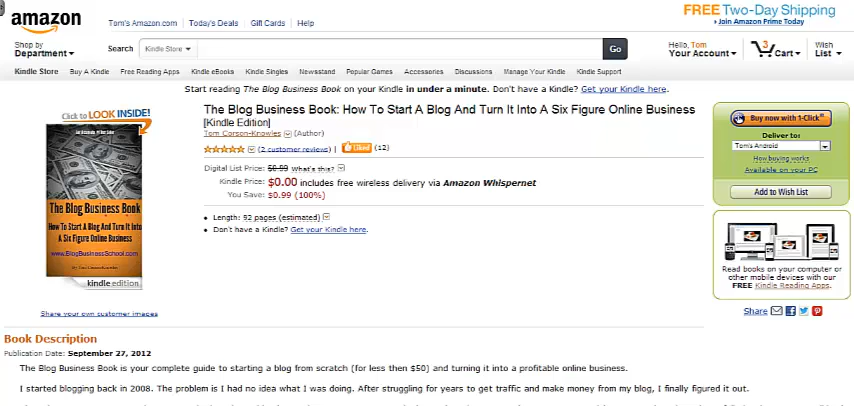 amazon
Tom's Amazon.com | Today's Deals | Gift Cards | Help
FREE Two-Day Shipping
Join Amazon Prime Today
Shop by
Department
Search Kindle Store Go
Hello, Tom
Your Account
3
Cart
Wish
List
Kindle Store Buy A Kindle Free Reading Apps Kindle eBooks Kindle Singles Newsstand Popular Games Accessories Discussions Manage Your Kindle Kindle Support
Start reading The Blog Business Book on your Kindle in under a minute. Don't have a Kindle? Get your Kindle here.
Click to LOOK INSIDE!
The Blog Business Book
How To Start A Blog And Turn It Into
A Six Figure Online Business
www.BlogBusinessSchool.com
By Tom Corson-Knowles
kindle edition
Share your own customer images
The Blog Business Book: How To Start A Blog And Turn It Into A Six Figure Online Business
[Kindle Edition]
Tom Corson-Knowles (Author)
(2 customer reviews) | Liked (12)
Digital List Price: $0.99 What's this?
Kindle Price: $0.00 includes free wireless delivery via Amazon Whispernet
You Save: $0.99 (100%)
Length: 92 pages (estimated)
Don't have a Kindle? Get your Kindle here.
Buy now with 1-Click®
Deliver to:
Tom's Android
How buying works
Available on your PC
Add to Wish List
Read books on your computer or
other mobile devices with our
FREE Kindle Reading Apps.
Share
Book Description
Publication Date: September 27, 2012
The Blog Business Book is your complete guide to starting a blog from scratch (for less then $50) and turning it into a profitable online business.
I started blogging back in 2008. The problem is I had no idea what I was doing. After struggling for years to get traffic and make money from my blog, I finally figured it out.